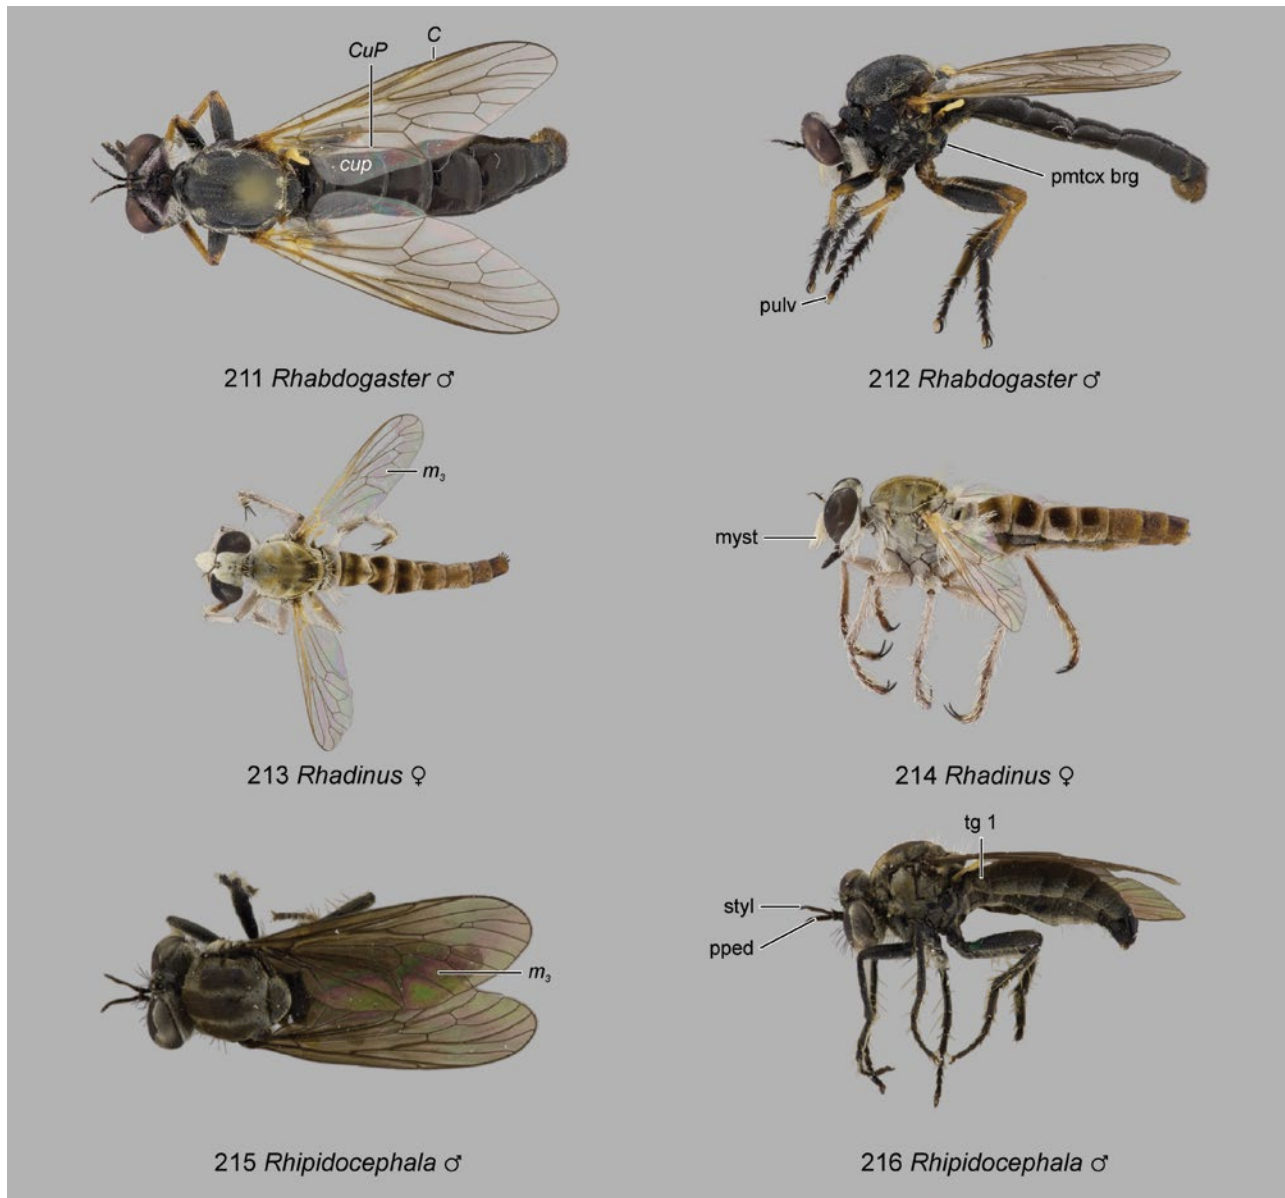 C
CuP
cup
pmtcx brg
pulv
211 Rhabdogaster ♂
212 Rhabdogaster ♂
m₃
myst
213 Rhadinus ♀
214 Rhadinus ♀
tg 1
styl
pped
m₃
215 Rhipidocephala ♂
216 Rhipidocephala ♂